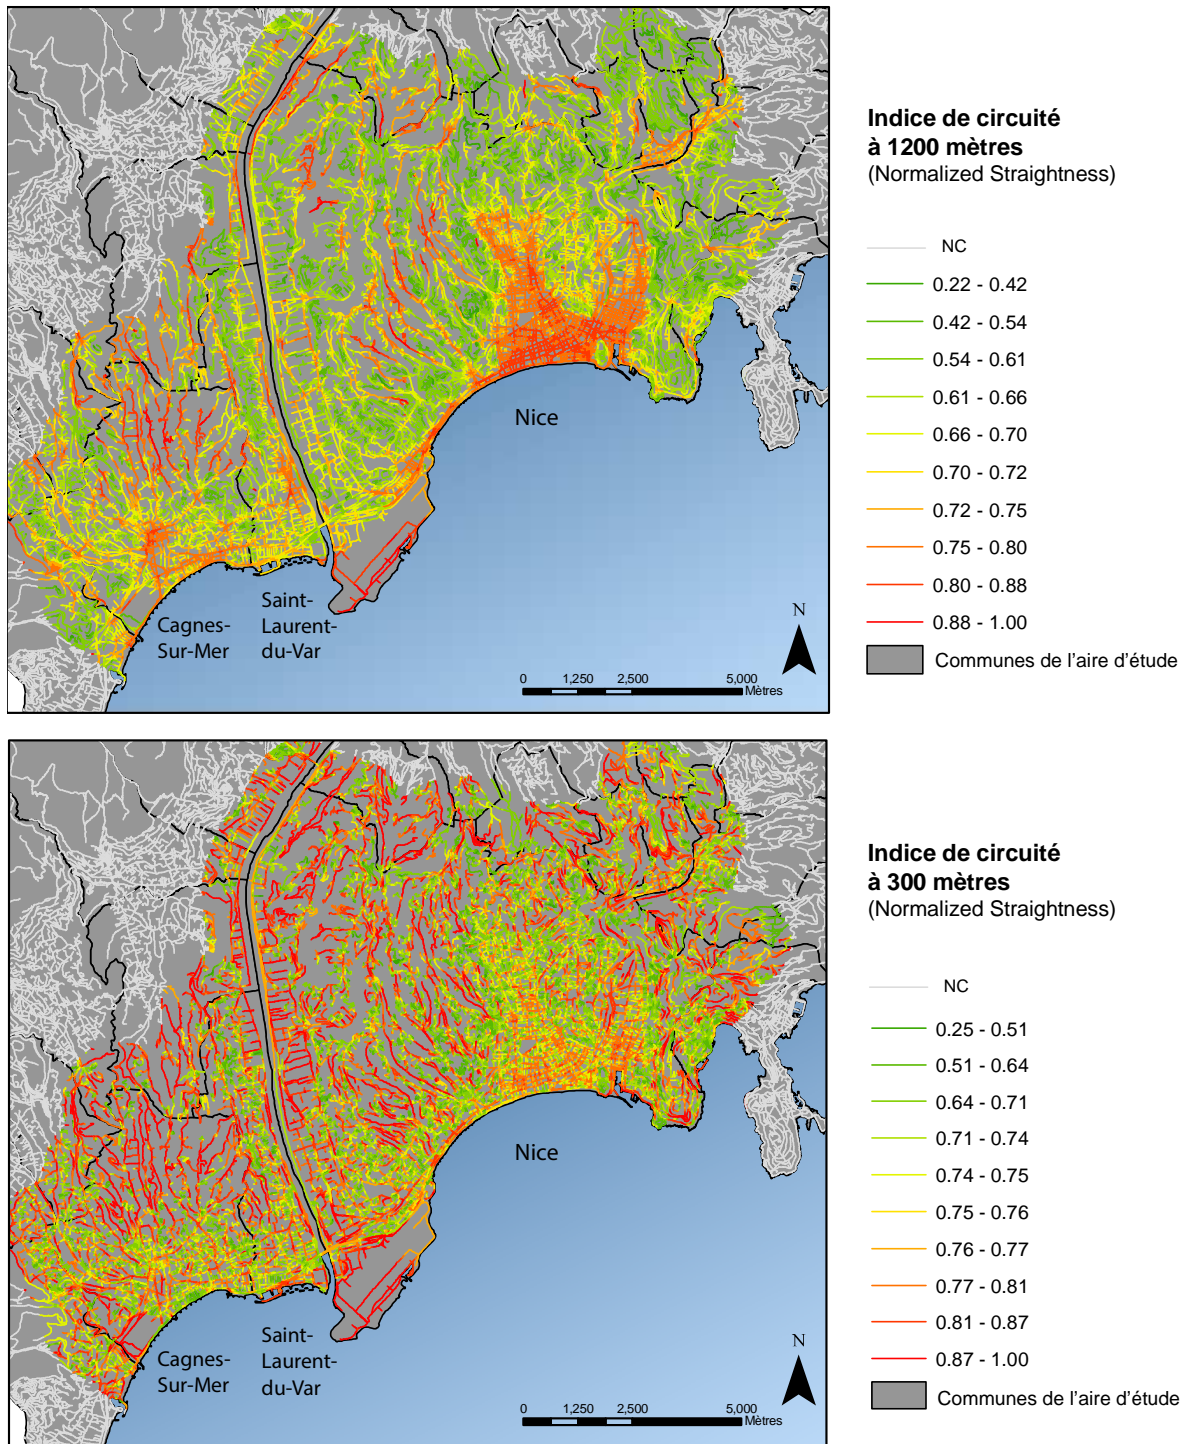 Indice de circuité
à 1200 mètres
(Normalized Straightness)
NC
0.22 - 0.42
0.42 - 0.54
0.54 - 0.61
0.61 - 0.66
0.66 - 0.70
0.70 - 0.72
0.72 - 0.75
0.75 - 0.80
0.80 - 0.88
0.88 - 1.00
Communes de l'aire d'étude
Nice
Cagnes-
Sur-Mer
Saint-
Laurent-
du-Var
N
0 1,250 2,500 5,000
Mètres
Indice de circuité
à 300 mètres
(Normalized Straightness)
NC
0.25 - 0.51
0.51 - 0.64
0.64 - 0.71
0.71 - 0.74
0.74 - 0.75
0.75 - 0.76
0.76 - 0.77
0.77 - 0.81
0.81 - 0.87
0.87 - 1.00
Communes de l'aire d'étude
Nice
Cagnes-
Sur-Mer
Saint-
Laurent-
du-Var
N
0 1,250 2,500 5,000
Mètres